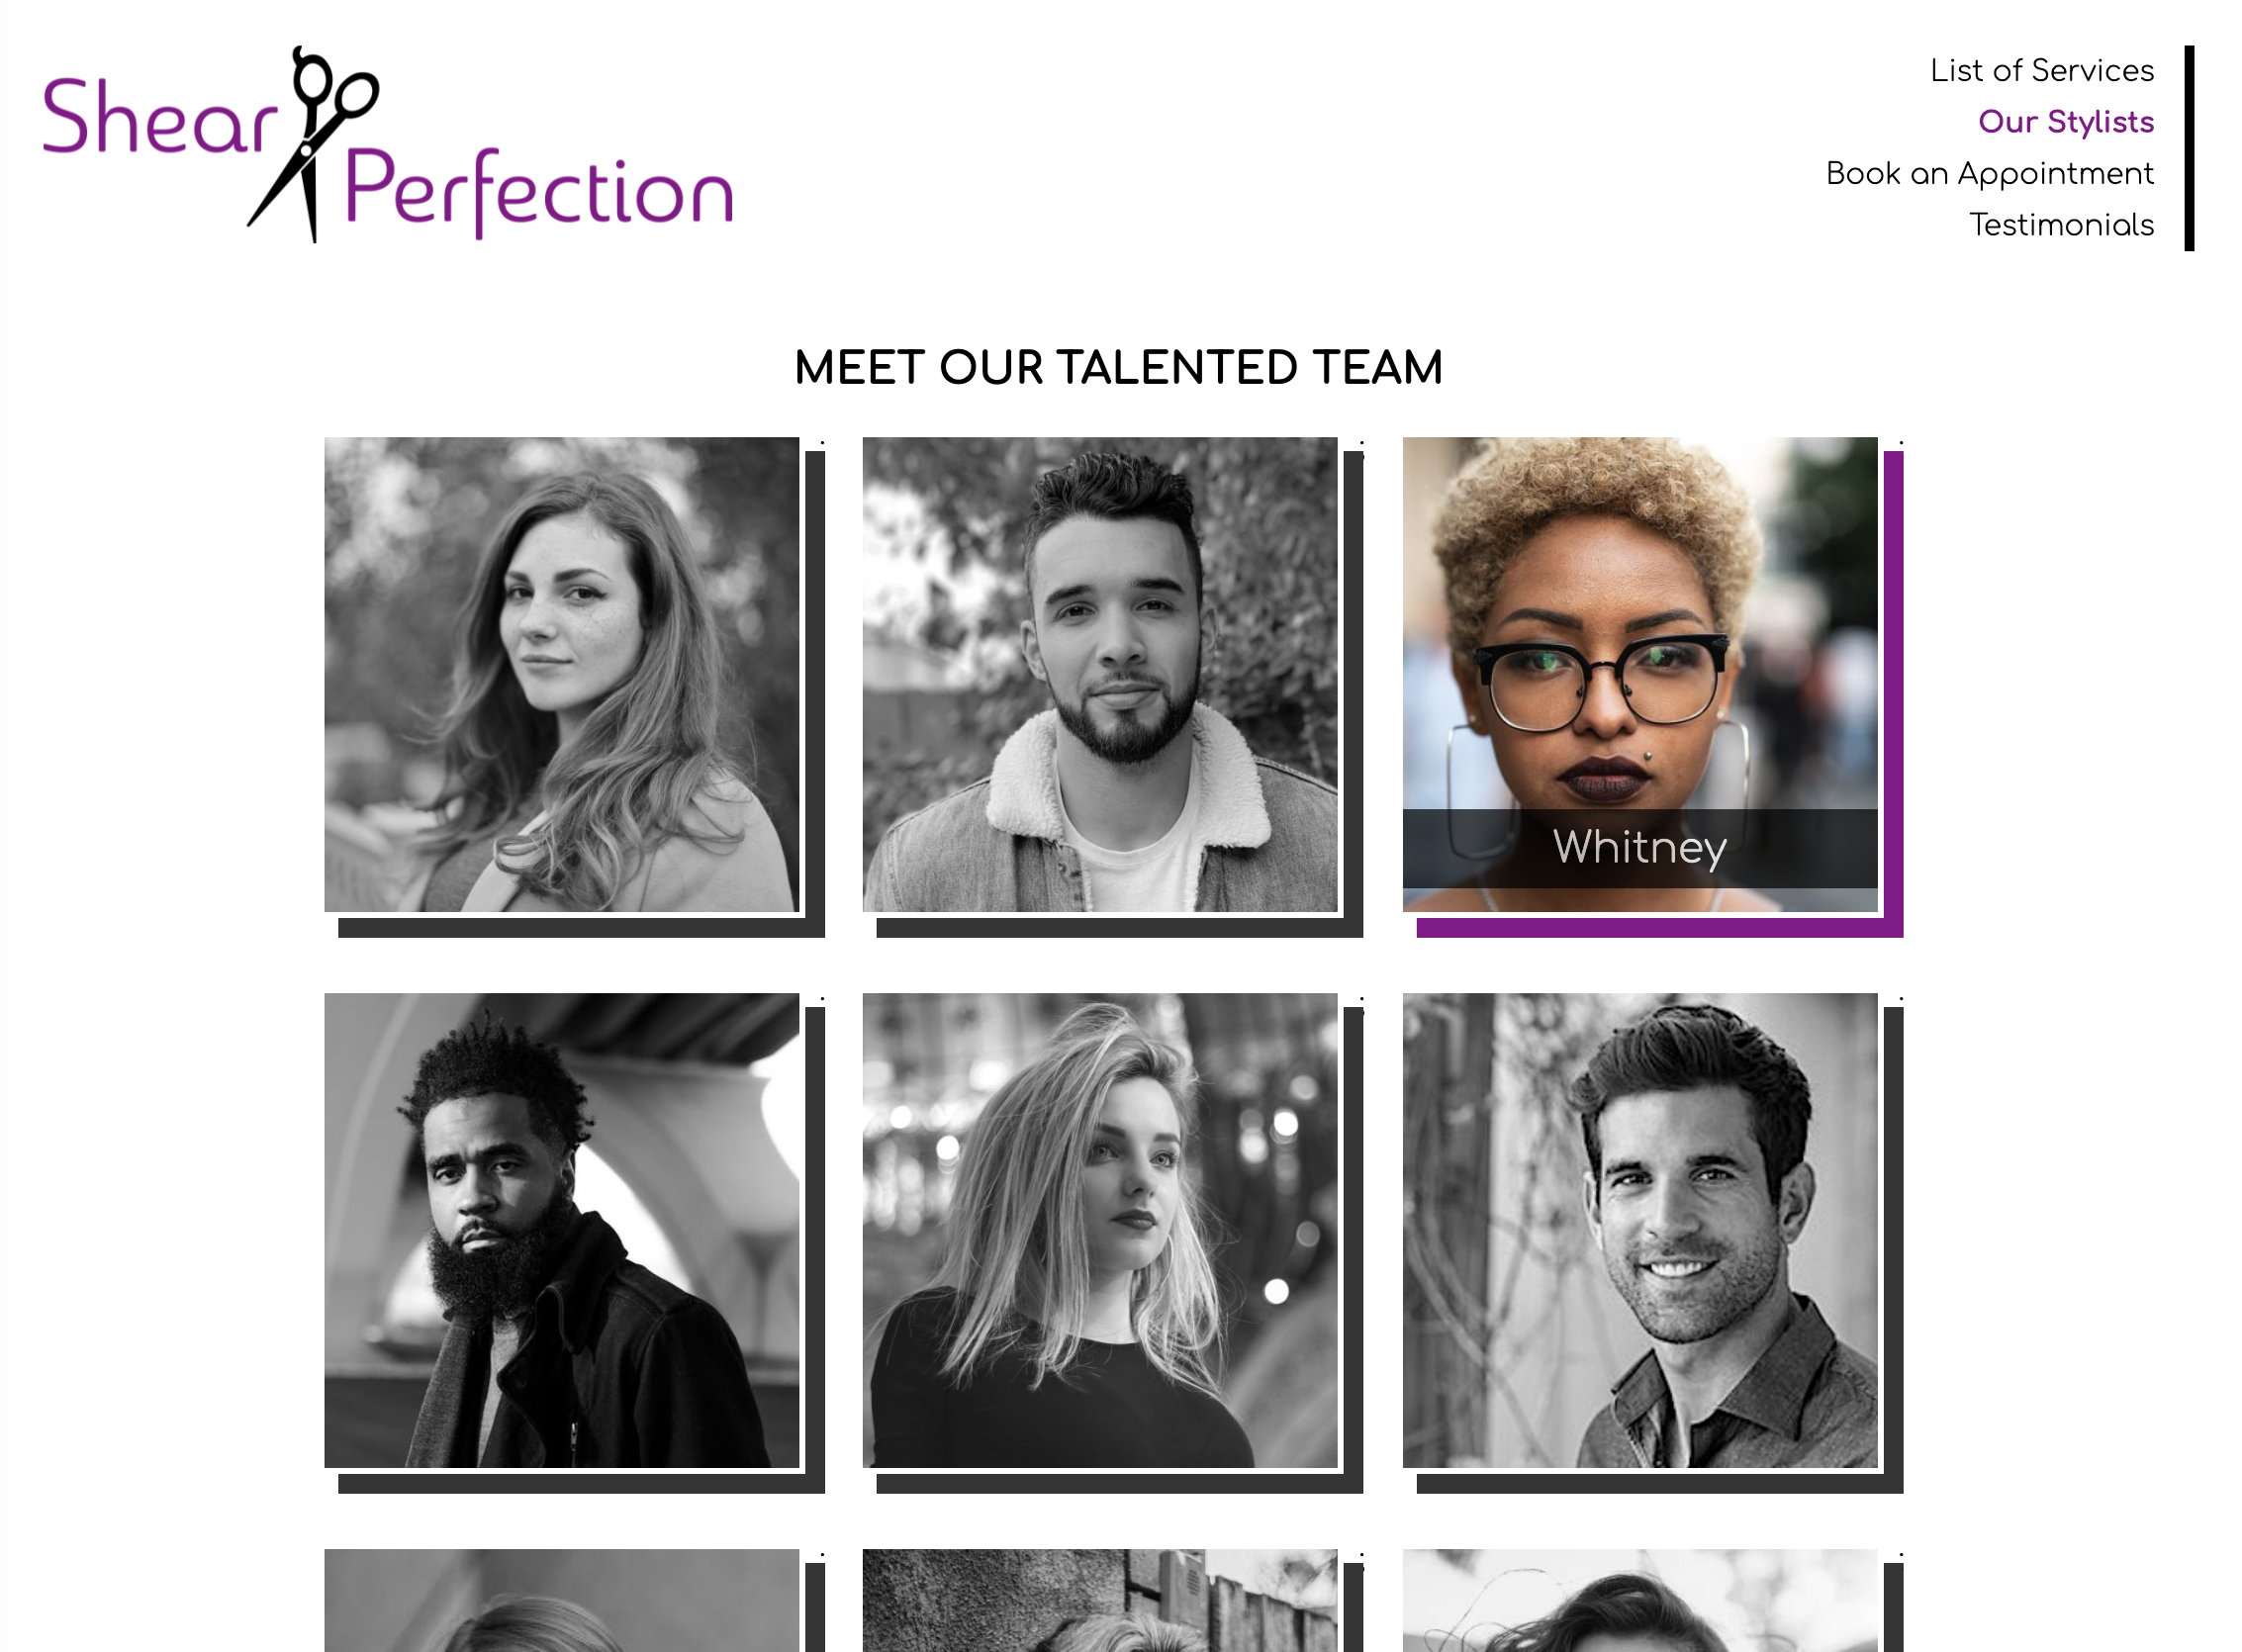 Shear
Perfection
List of Services
Our Stylists
Book an Appointment
Testimonials
MEET OUR TALENTED TEAM
Whitney